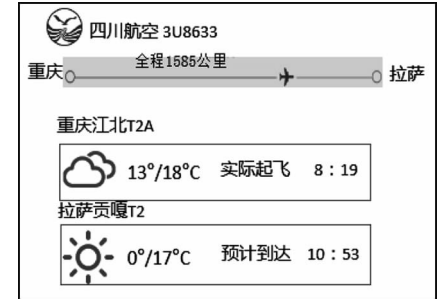 四川航空 3U8633
全程1585公里
重庆 拉萨
重庆江北T2A
13°/18°C 实际起飞 8：19
拉萨贡嘎T2
0°/17°C 预计到达 10：53